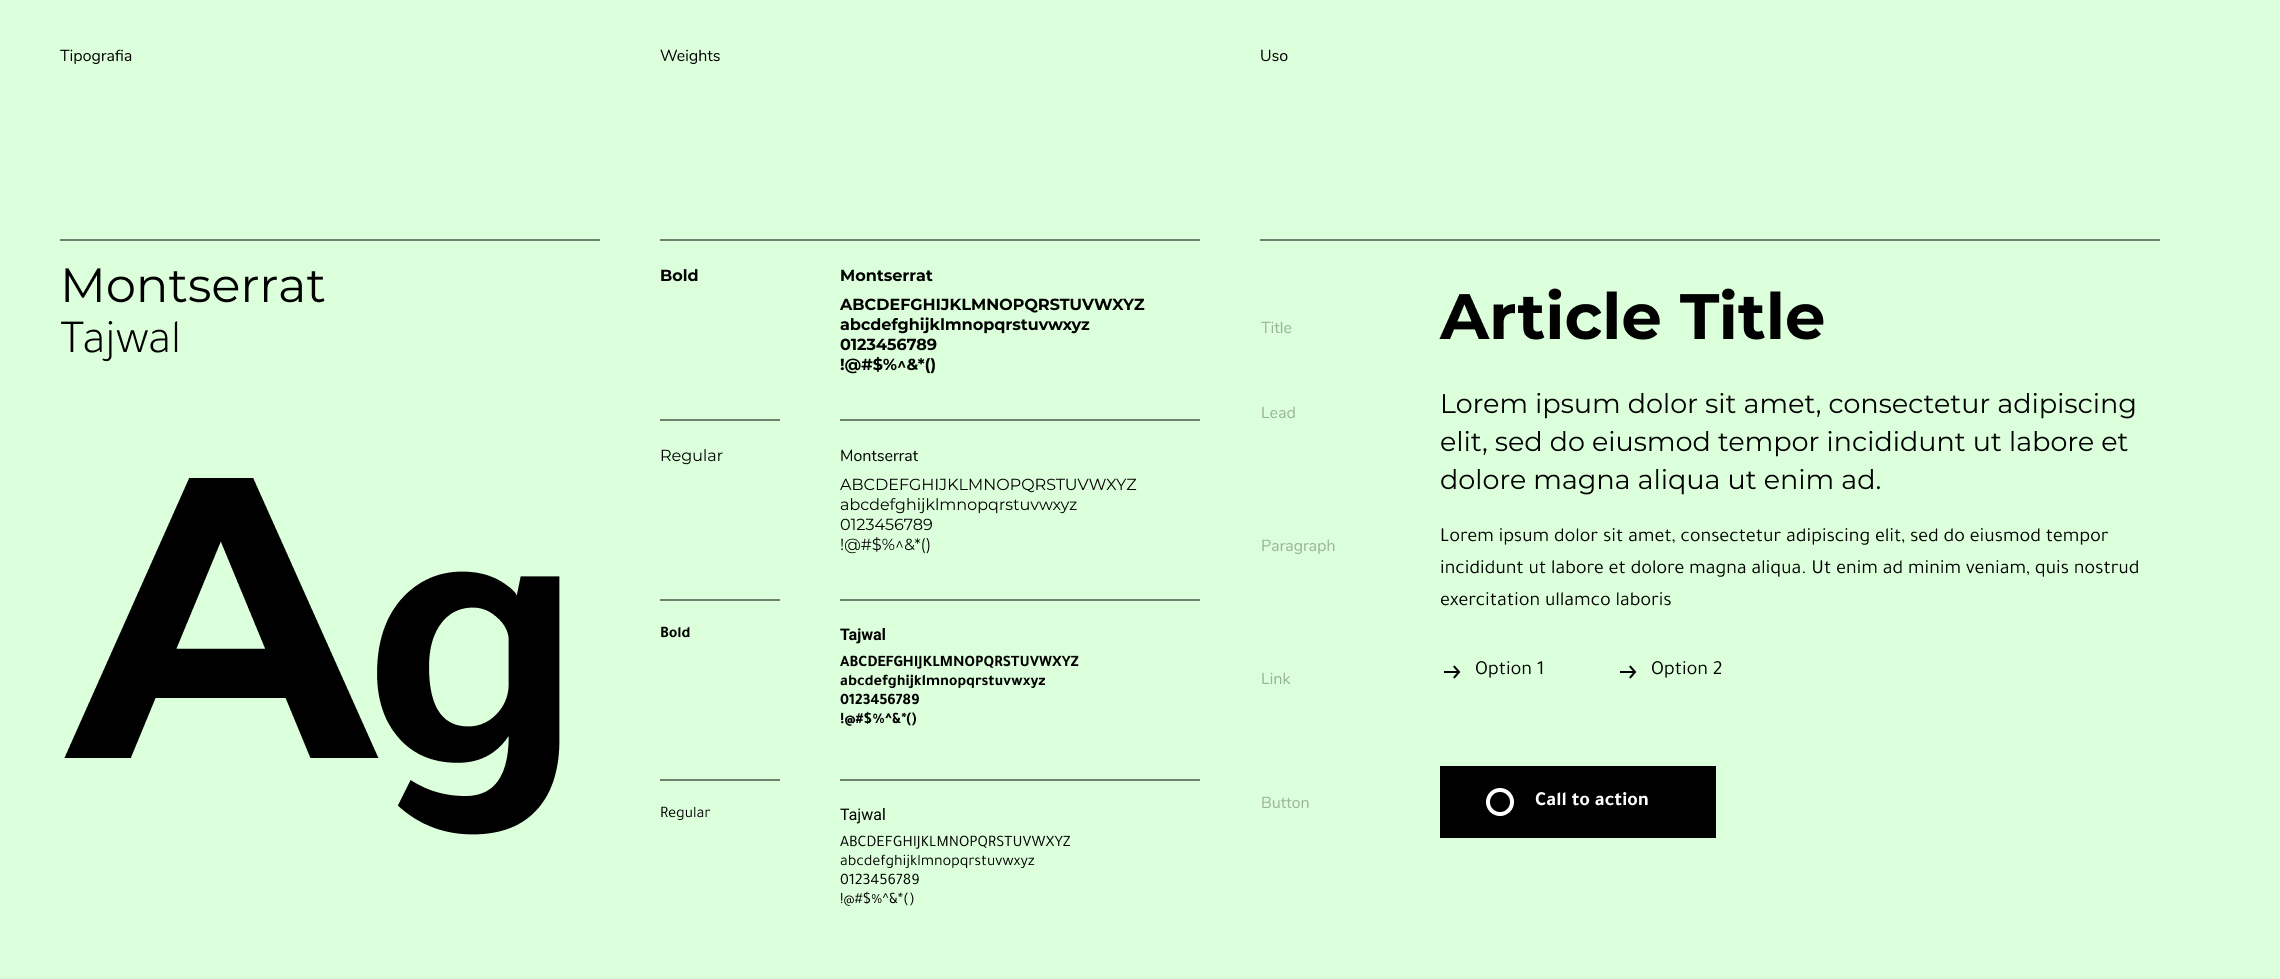 Tipografia
Weights
Uso
Montserrat
Tajwal
Ag
Bold
Montserrat
ABCDEFGHIJKLMNOPQRSTUVWXYZ
abcdefghijklmnopqrstuvwxyz
0123456789
!@#$%^&*()
Regular
Montserrat
ABCDEFGHIJKLMNOPQRSTUVWXYZ
abcdefghijklmnopqrstuvwxyz
0123456789
!@#$%^&*()
Bold
Tajwal
ABCDEFGHIJKLMNOPQRSTUVWXYZ
abcdefghijklmnopqrstuvwxyz
0123456789
!@#$%^&*()
Regular
Tajwal
ABCDEFGHIJKLMNOPQRSTUVWXYZ
abcdefghijklmnopqrstuvwxyz
0123456789
!@#$%^&*()
Title
Article Title
Lead
Lorem ipsum dolor sit amet, consectetur adipiscing
elit, sed do eiusmod tempor incididunt ut labore et
dolore magna aliqua ut enim ad.
Paragraph
Lorem ipsum dolor sit amet, consectetur adipiscing elit, sed do eiusmod tempor
incididunt ut labore et dolore magna aliqua. Ut enim ad minim veniam, quis nostrud
exercitation ullamco laboris
Link
→ Option 1 → Option 2
Button
Call to action